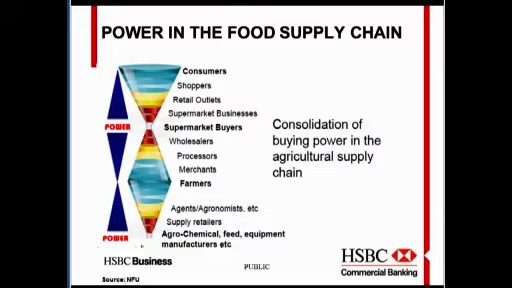 POWER IN THE FOOD SUPPLY CHAIN
Consumers
Shoppers
Retail Outlets
Supermarket Businesses
POWER
Supermarket Buyers
Wholesalers
Processors
Merchants
Farmers
Agents/Agronomists, etc
Supply retailers
Agro-Chemical, feed, equipment
manufacturers etc
POWER
Consolidation of
buying power in the
agricultural supply
chain
HSBC Business
PUBLIC
HSBC
Commercial Banking
Source: NFU